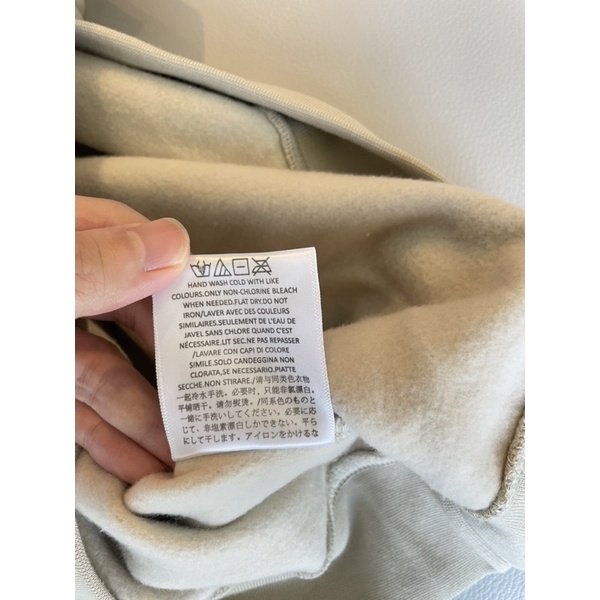 HAND WASH COLD WITH LIKE
COLOURS.ONLY NON-CHLORINE BLEACH
WHEN NEEDED.FLAT DRY.DO NOT
IRON/LAVER AVEC DES COULEURS
SIMILAIRES.SEULEMENT DE L'EAU DE
JAVEL SANS CHLORE QUAND C'EST
NÉCESSAIRE.LIT SEC.NE PAS REPASSER
/LAVARE CON CAPI DI COLORE
SIMILE.SOLO CANDEGGINA NON
CLORATA,SE NECESSARIO.PIATTE
SECCHE.NON STIRARE./请与同类色衣物
一起冷水手洗。必要时,只能非氯漂白。
平铺晒干。请勿熨烫。/同系色のものと
一緒に手洗いしてください。必要に応
じて、非塩素漂白しかできない。平ら
にして干します。アイロンをかけるな